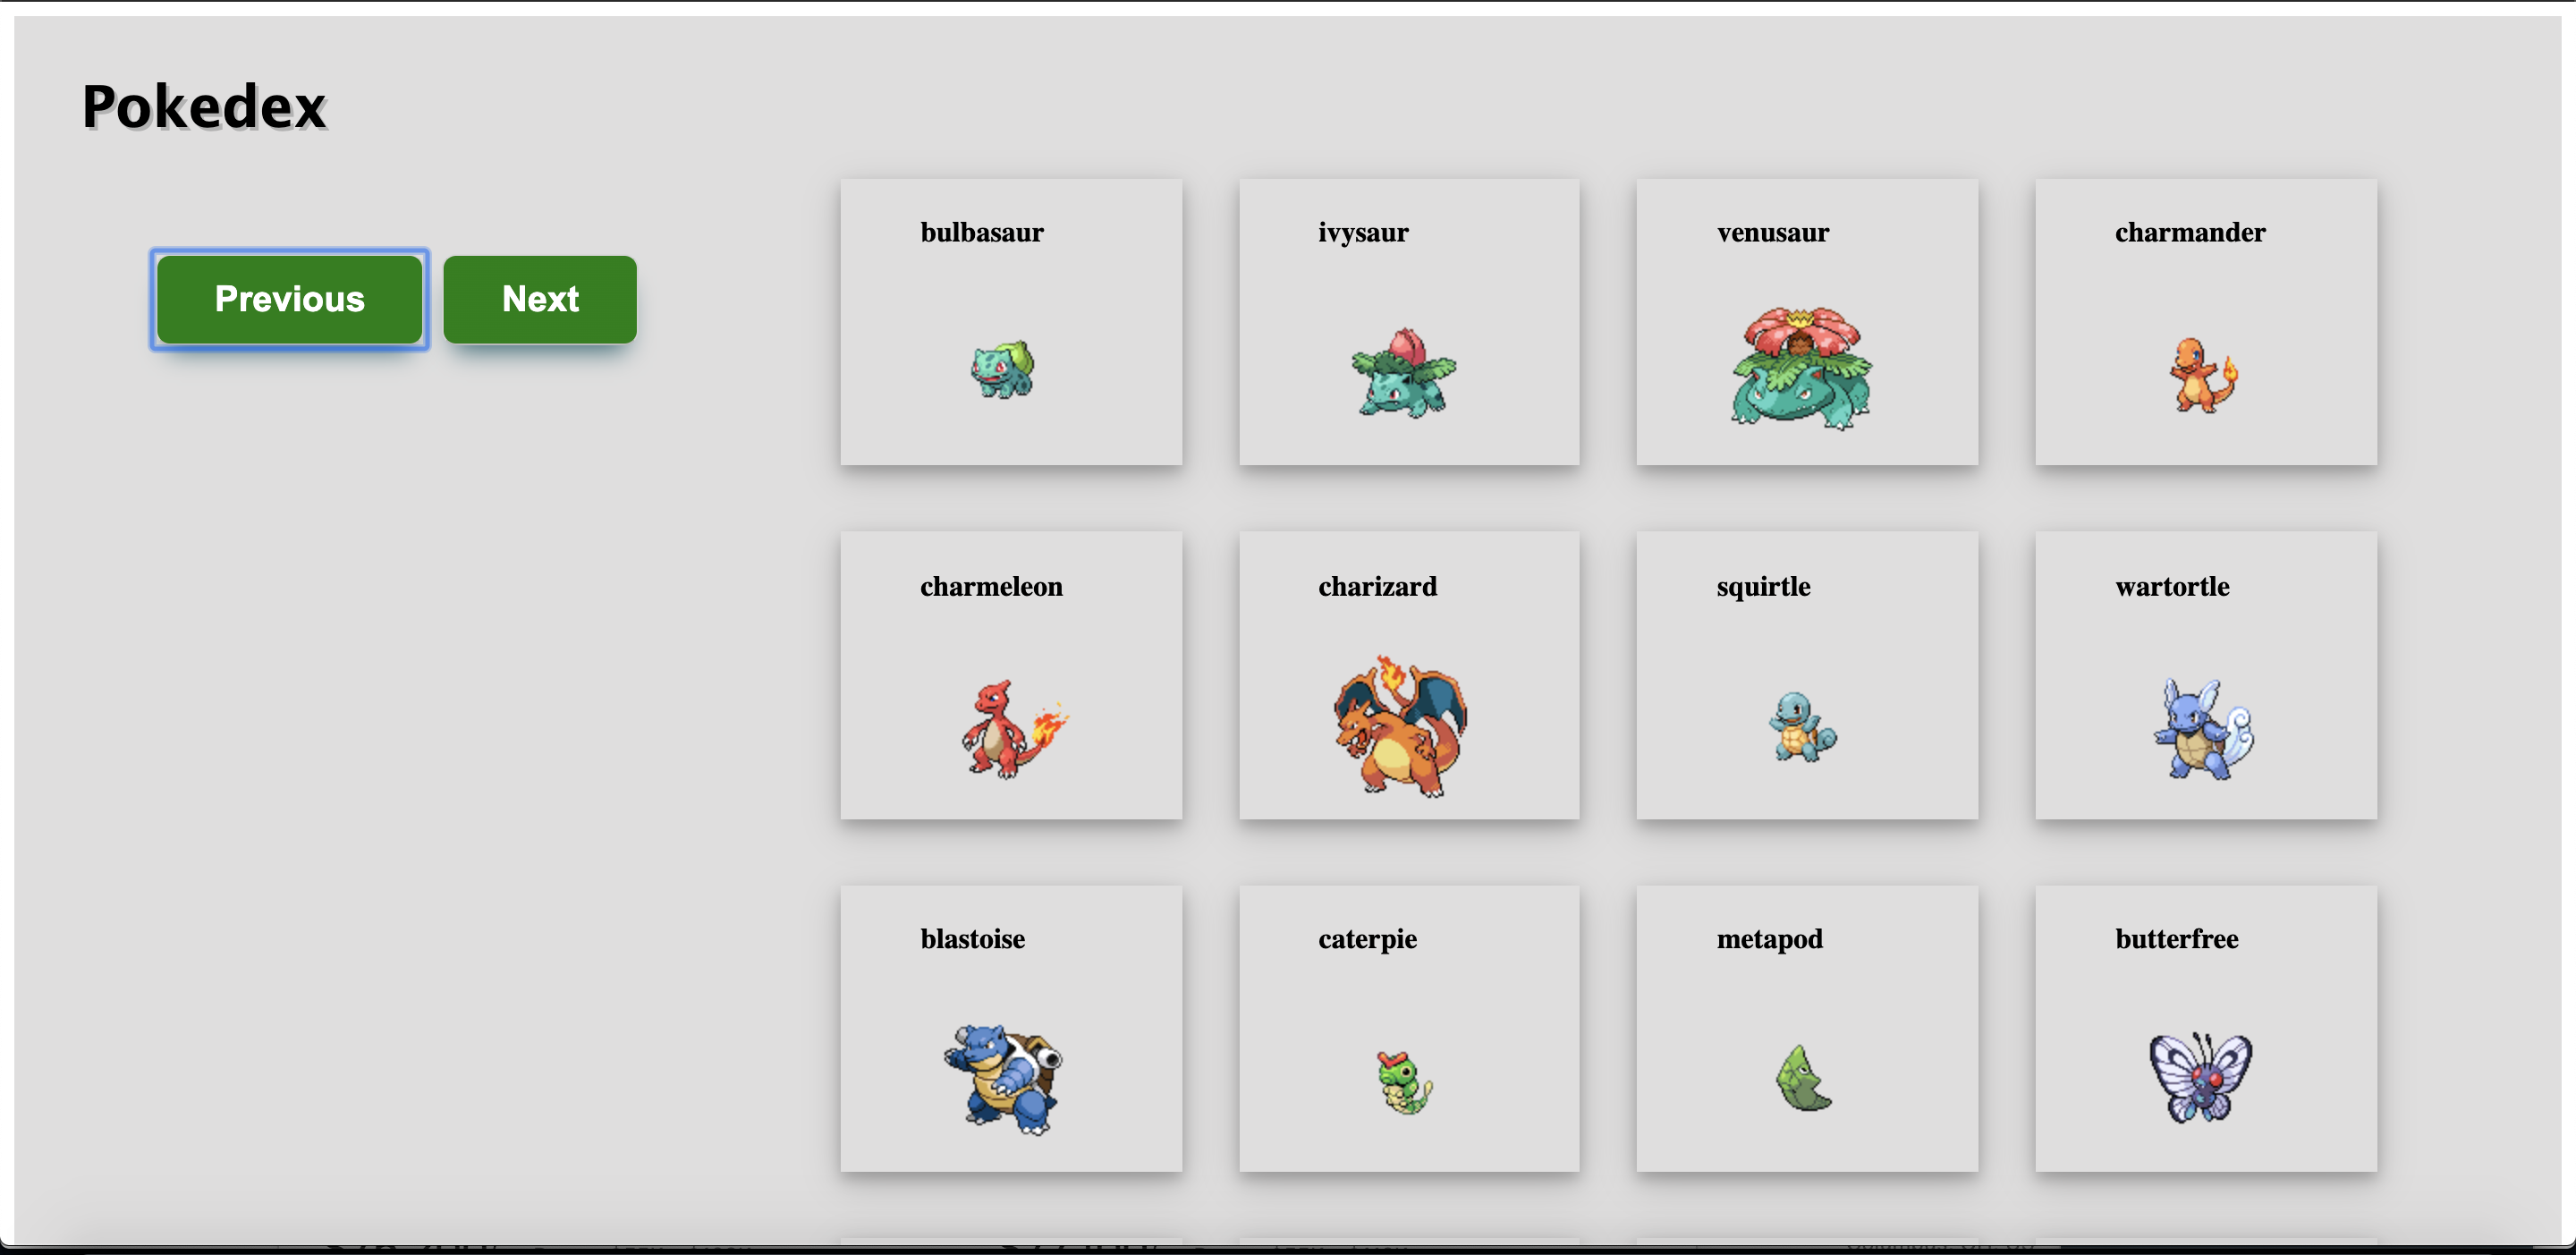 Pokedex
Previous Next
bulbasaur ivysaur venusaur charmander
charmeleon charizard squirtle wartortle
blastoise caterpie metapod butterfree